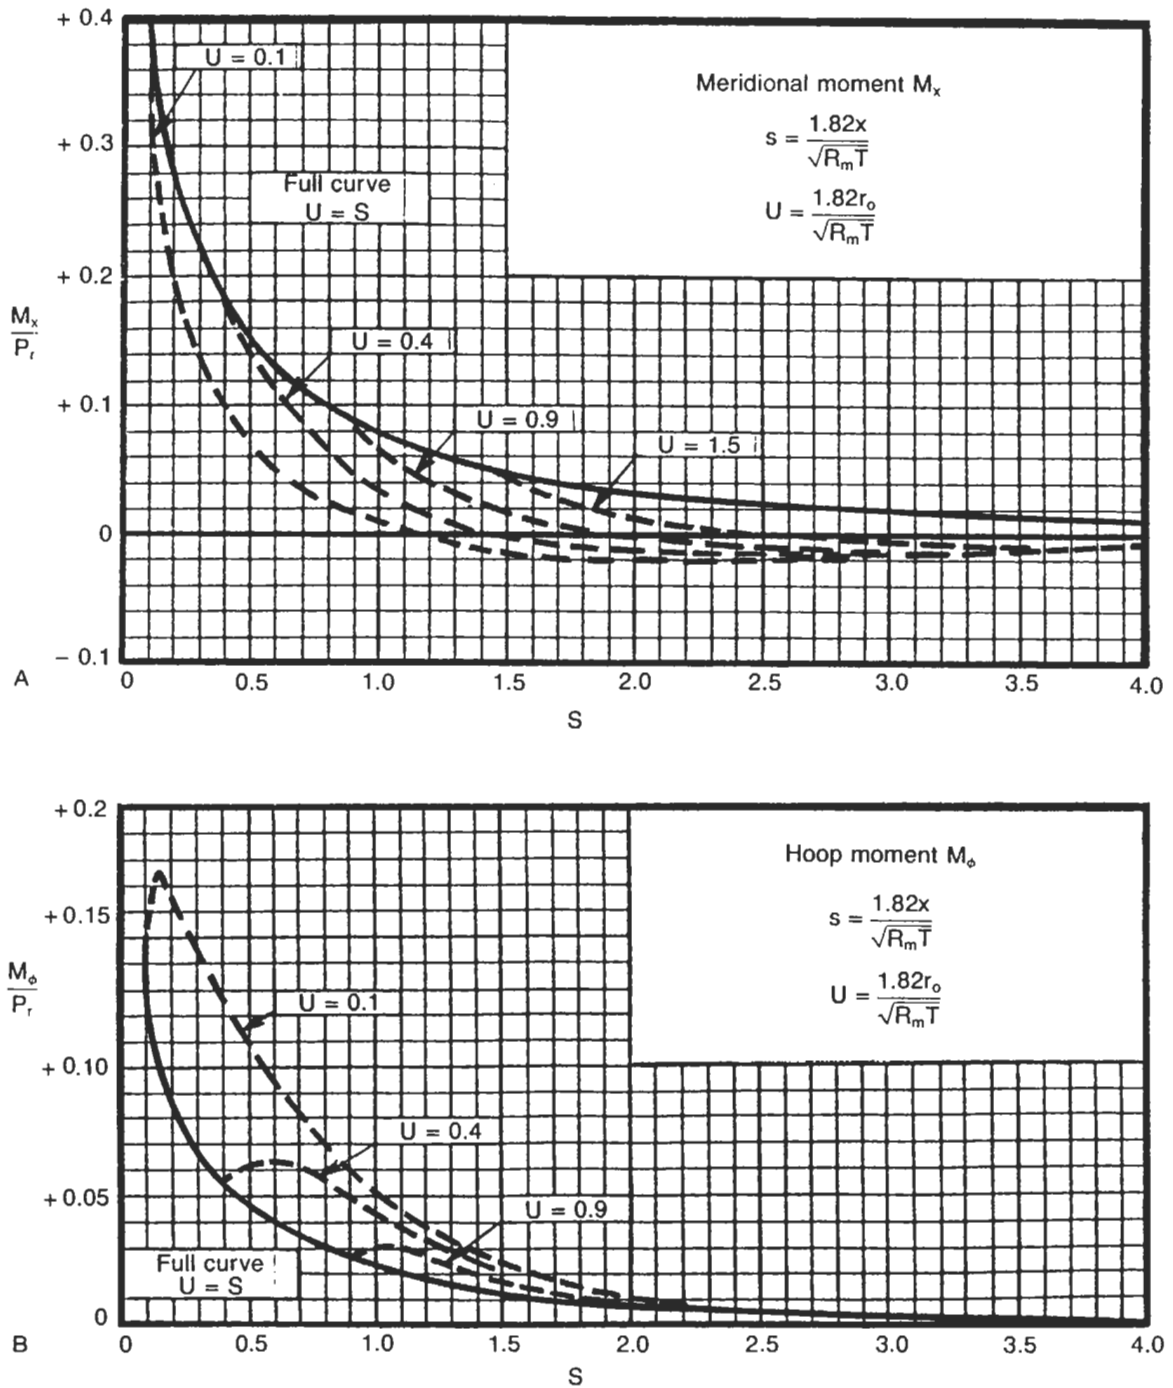 + 0.4
U = 0.1
Meridional moment Mₓ
s = 1.82x / √RₘT
+ 0.3
Full curve
U = S
U = 1.82rₒ / √RₘT
+ 0.2
Mₓ
Pᵣ
U = 0.4
+ 0.1
U = 0.9
U = 1.5
0
− 0.1
A
0 0.5 1.0 1.5 2.0 2.5 3.0 3.5 4.0
S
+ 0.2
Hoop moment M_ϕ
s = 1.82x / √RₘT
+ 0.15
M_ϕ
Pᵣ
U = 1.82rₒ / √RₘT
U = 0.1
+ 0.10
U = 0.4
+ 0.05
U = 0.9
Full curve
U = S
0
B
0 0.5 1.0 1.5 2.0 2.5 3.0 3.5 4.0
S